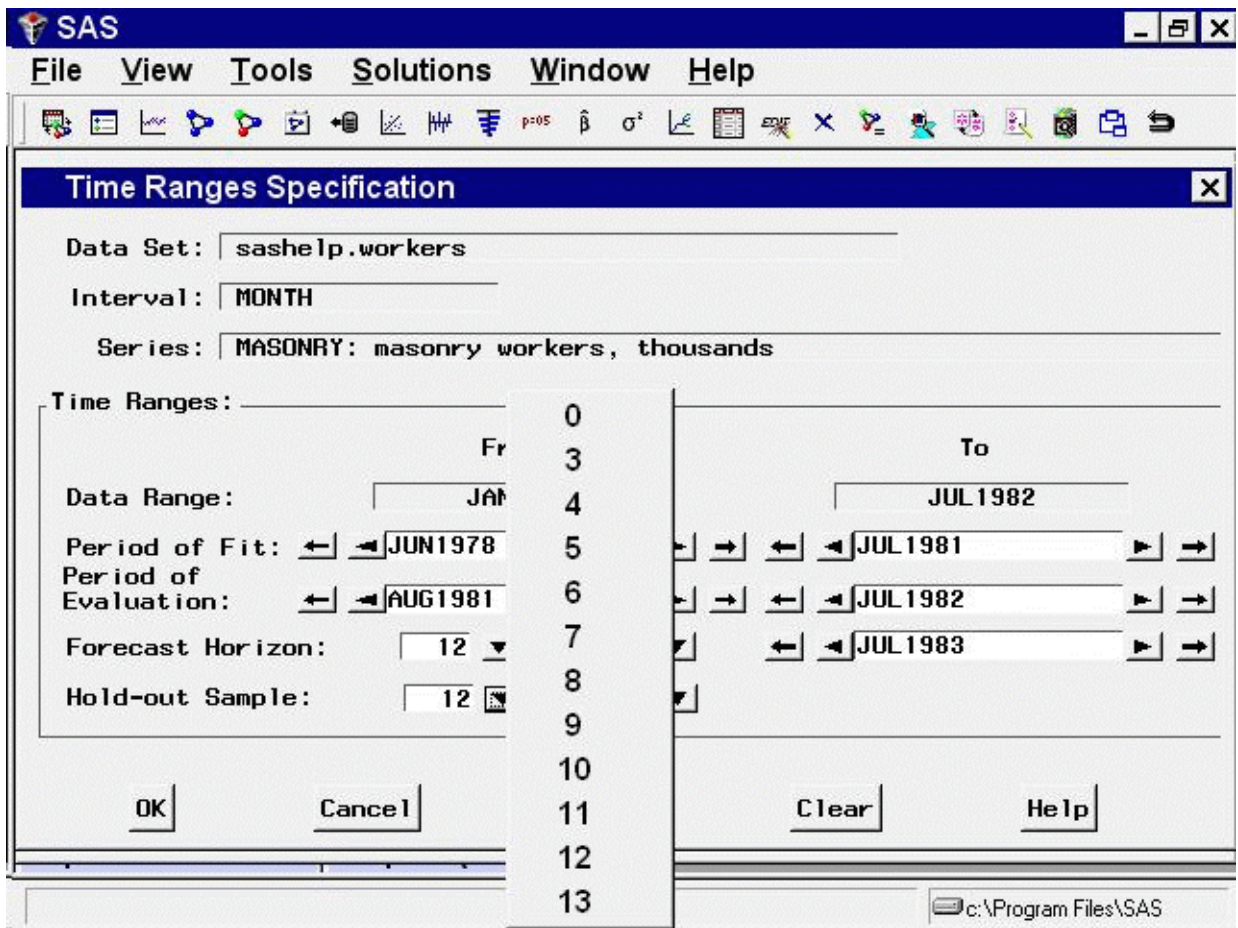 SAS
File View Tools Solutions Window Help
p=05 β̂ σ² EDIT
Time Ranges Specification
Data Set: sashelp.workers
Interval: MONTH
Series: MASONRY: masonry workers, thousands
Time Ranges:
Fr To
Data Range: JAN JUL1982
Period of Fit: JUN1978 JUL1981
Period of
Evaluation: AUG1981 JUL1982
Forecast Horizon: 12 JUL1983
Hold-out Sample: 12
0
3
4
5
6
7
8
9
10
11
12
13
OK Cancel Clear Help
c:\Program Files\SAS